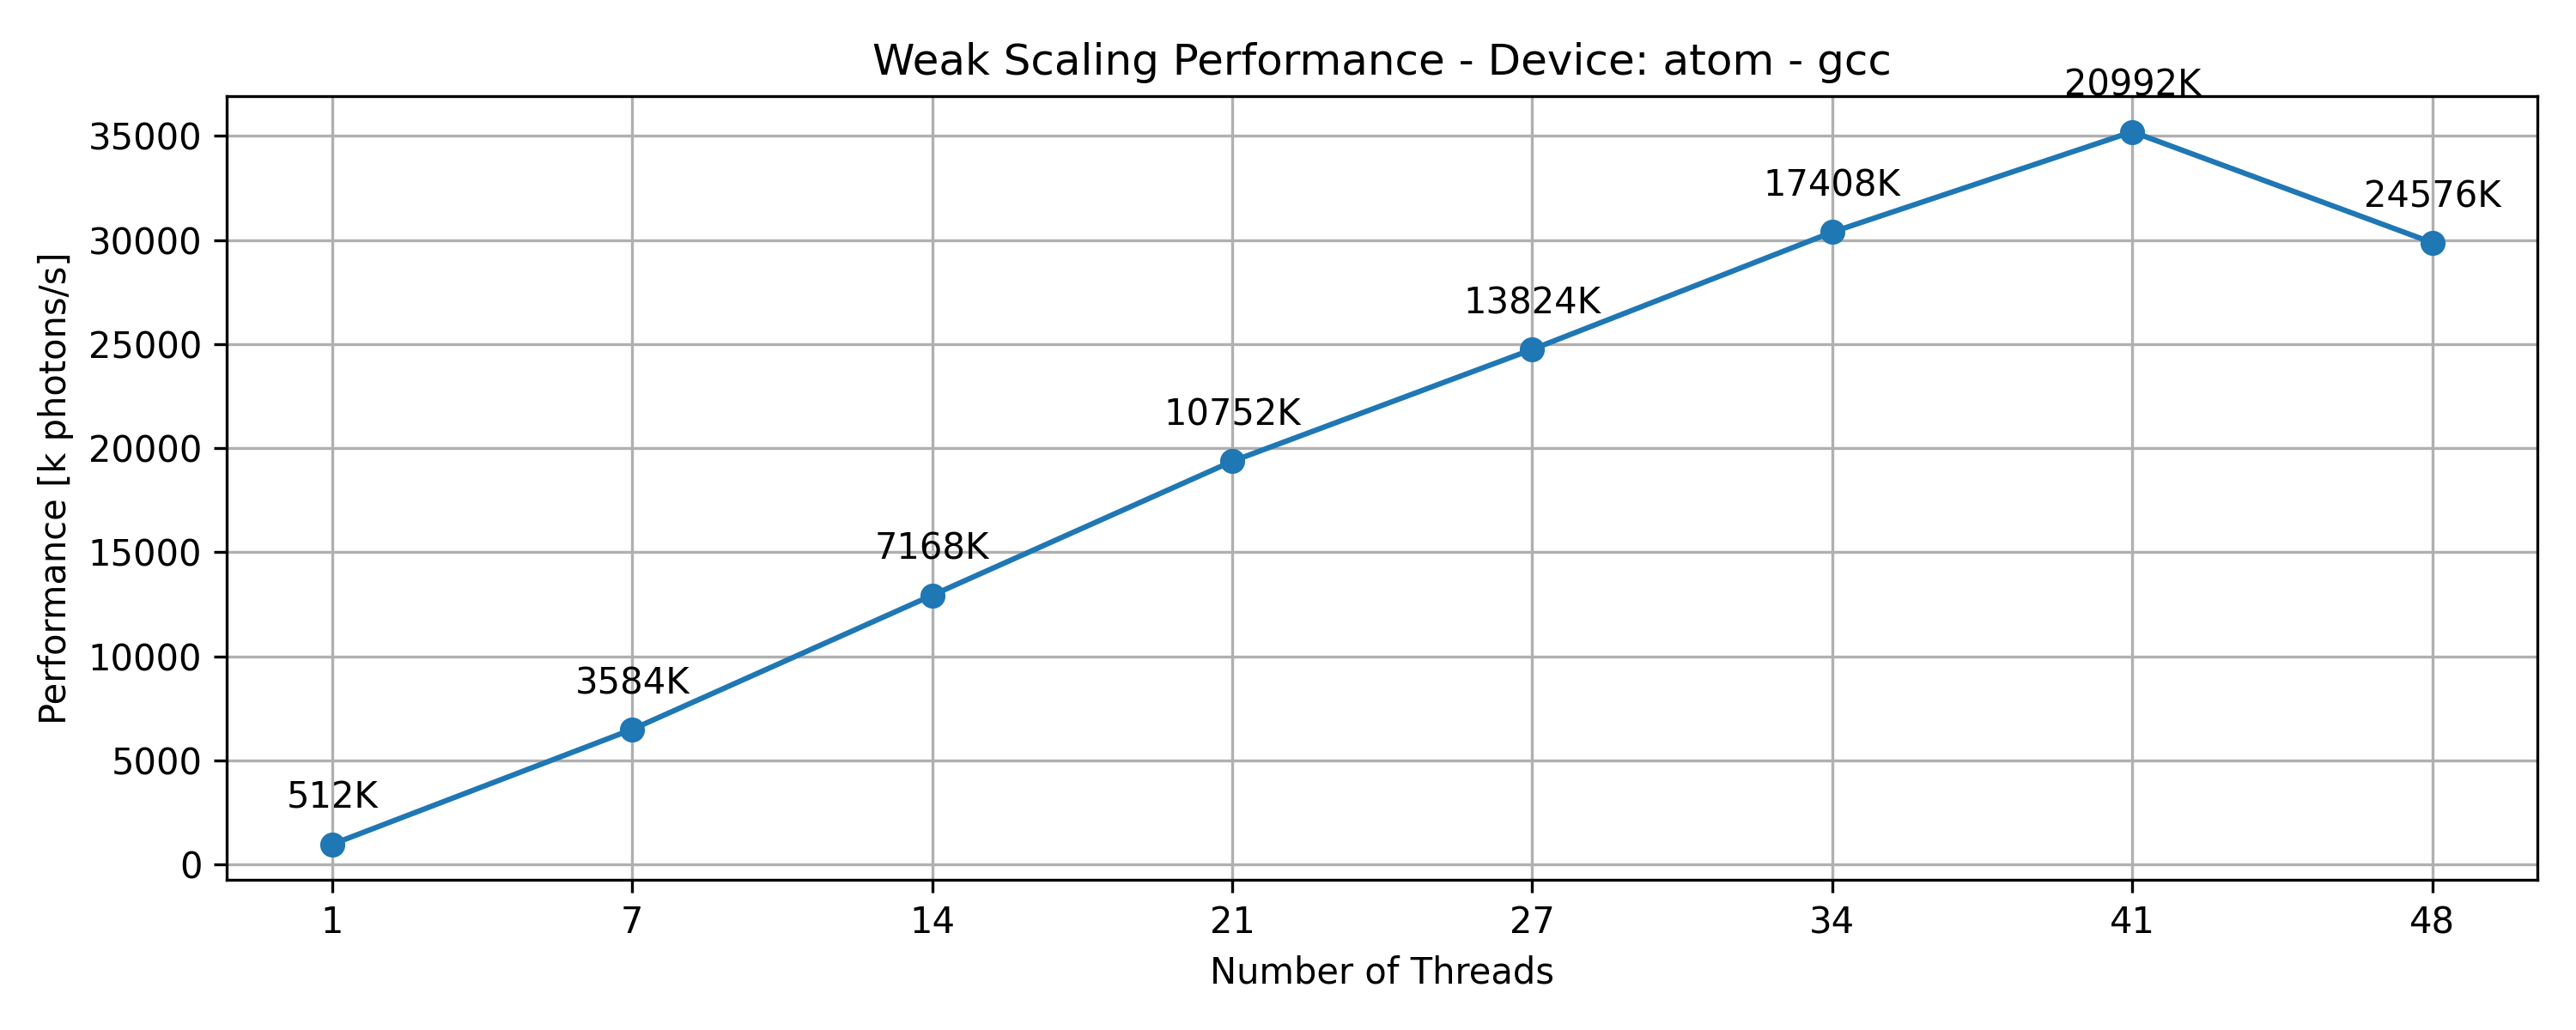 Weak Scaling Performance - Device: atom - gcc
Performance [k photons/s]
35000
30000
25000
20000
15000
10000
5000
0
512K
3584K
7168K
10752K
13824K
17408K
20992K
24576K
1 7 14 21 27 34 41 48
Number of Threads